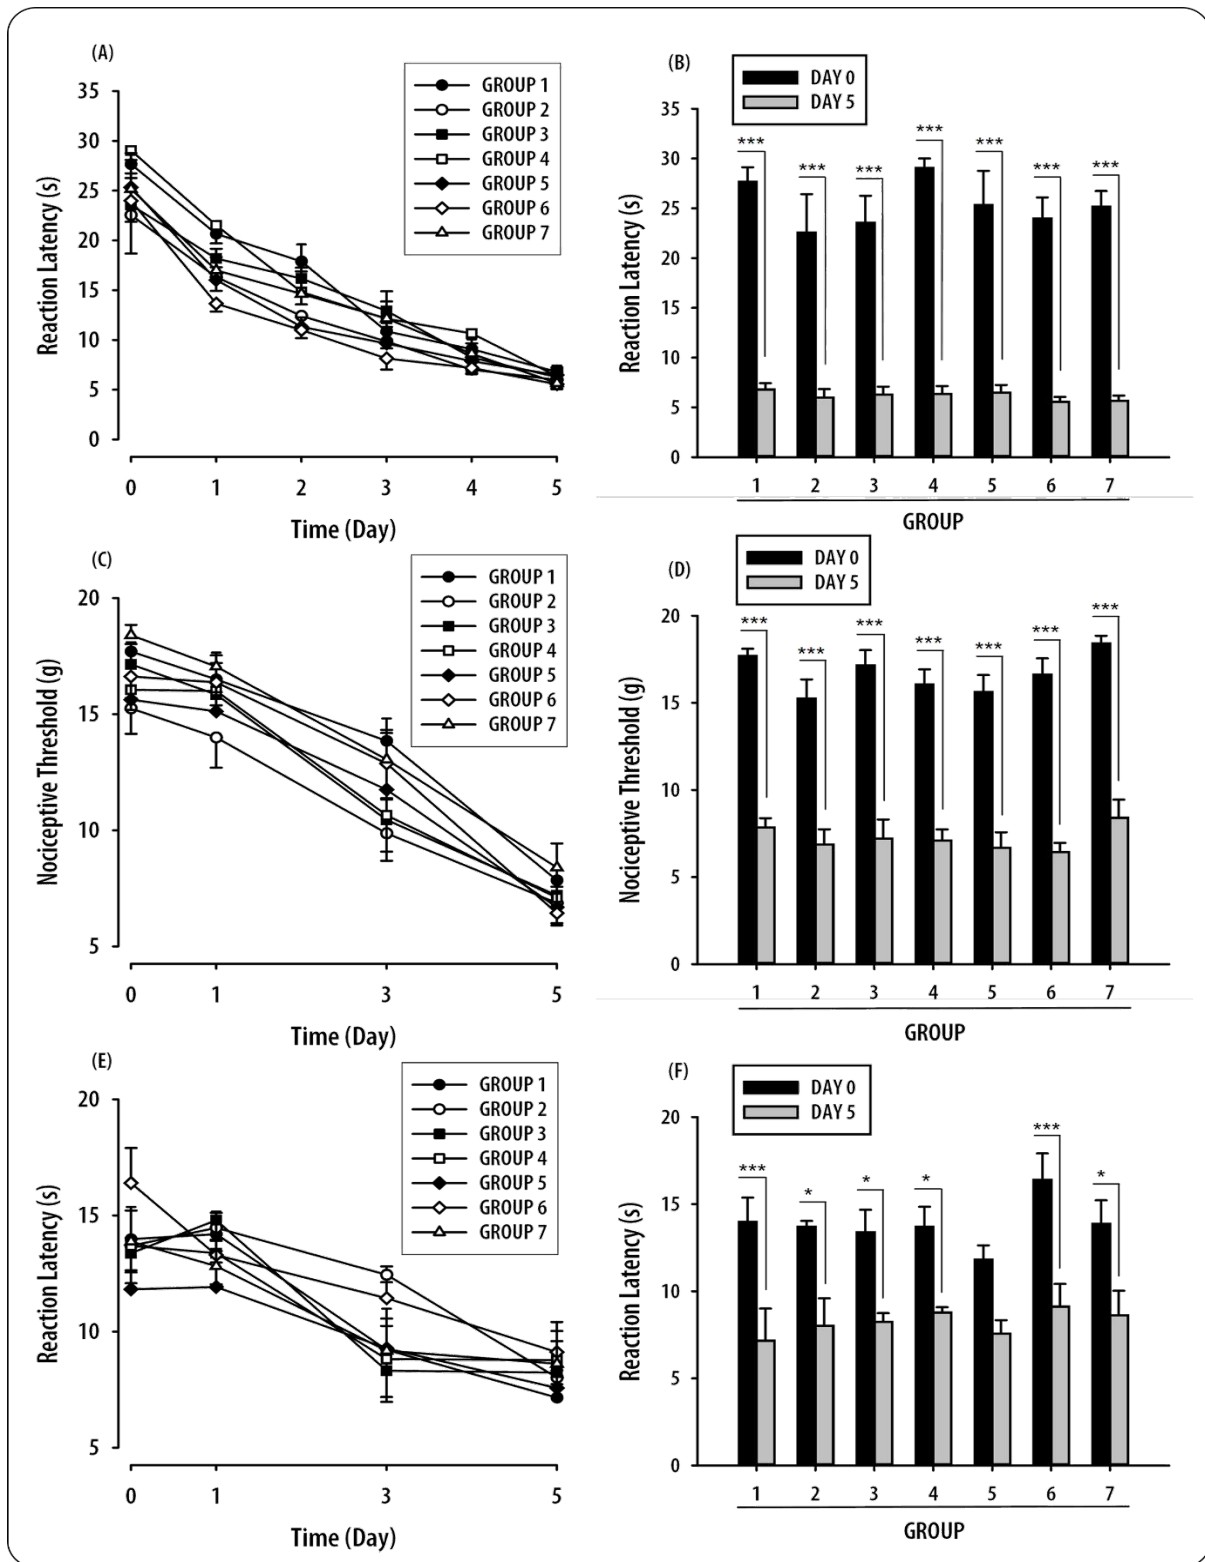 (A)
GROUP 1
GROUP 2
GROUP 3
GROUP 4
GROUP 5
GROUP 6
GROUP 7
35
30
25
20
15
10
5
0
Reaction Latency (s)
0 1 2 3 4 5
Time (Day)
(B)
DAY 0
DAY 5
35
30
25
20
15
10
5
0
Reaction Latency (s)
*** *** *** *** *** *** ***
1 2 3 4 5 6 7
GROUP
(C)
GROUP 1
GROUP 2
GROUP 3
GROUP 4
GROUP 5
GROUP 6
GROUP 7
20
15
10
5
Nociceptive Threshold (g)
0 1 3 5
Time (Day)
(D)
DAY 0
DAY 5
20
15
10
5
0
Nociceptive Threshold (g)
*** *** *** *** *** *** ***
1 2 3 4 5 6 7
GROUP
(E)
GROUP 1
GROUP 2
GROUP 3
GROUP 4
GROUP 5
GROUP 6
GROUP 7
20
15
10
5
Reaction Latency (s)
0 1 3 5
Time (Day)
(F)
DAY 0
DAY 5
20
15
10
5
0
Reaction Latency (s)
*** * * * *** *
1 2 3 4 5 6 7
GROUP